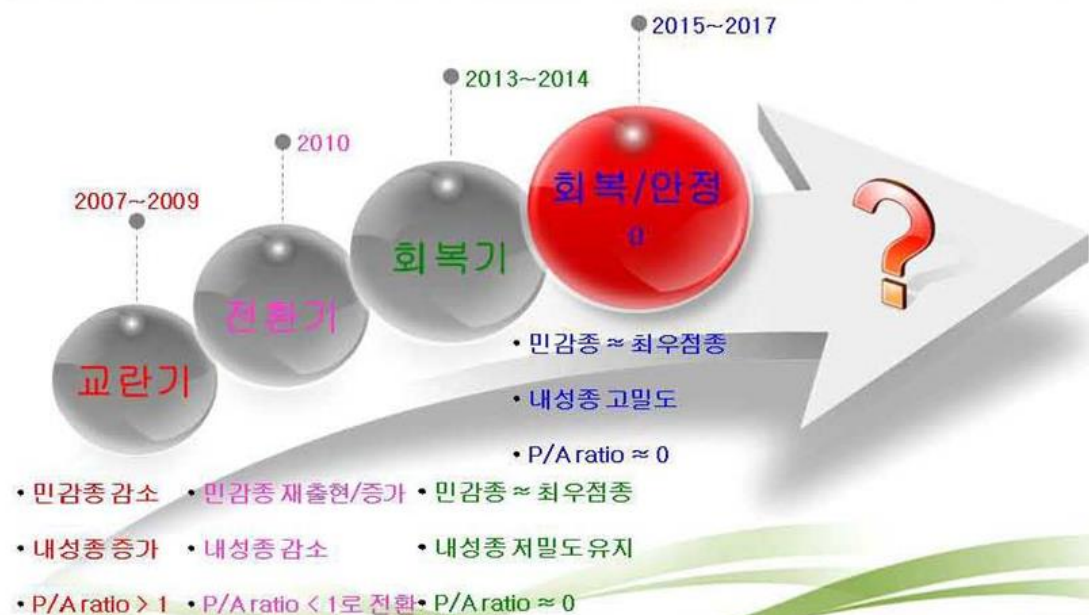 2015~2017
2013~2014
2010
2007~2009
회복/안정
회복기
전환기
교란기
?
• 민감종 ≈ 최우점종
• 내성종 고밀도
• P/A ratio ≈ 0
• 민감종 감소 • 민감종 재출현/증가 • 민감종 ≈ 최우점종
• 내성종 증가 • 내성종 감소 • 내성종 저밀도 유지
• P/A ratio > 1 • P/A ratio < 1로 전환 • P/A ratio ≈ 0